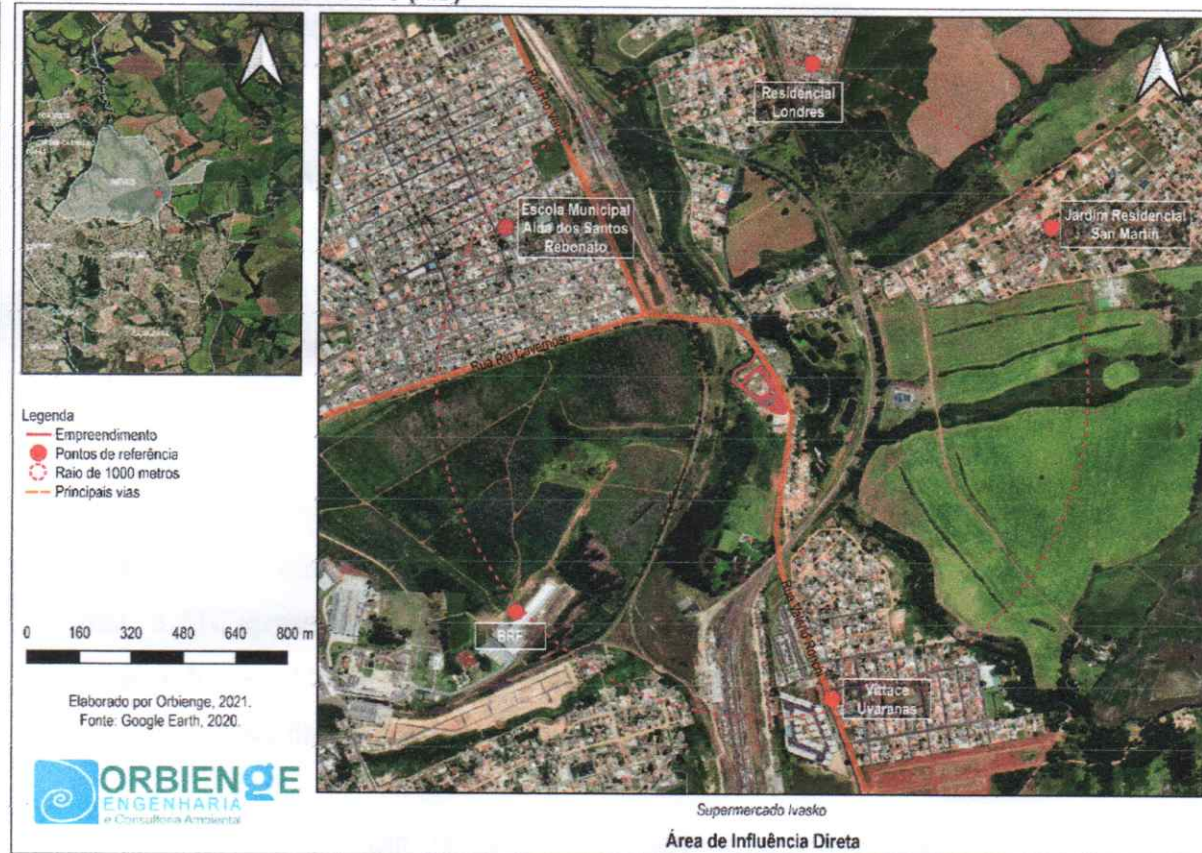 Residencial
Londres
Escola Municipal
Alda dos Santos
Rebonato
Jardim Residencial
San Martin
Rua Rio Cavernoso
BRF
Vittace
Uvaranas
Legenda
Empreendimento
Pontos de referência
Raio de 1000 metros
Principais vias
0 160 320 480 640 800 m
Elaborado por Orbienge, 2021.
Fonte: Google Earth, 2020.
ORBIENGE
ENGENHARIA
e Consultoria Ambiental
Supermercado Ivasko
Área de Influência Direta